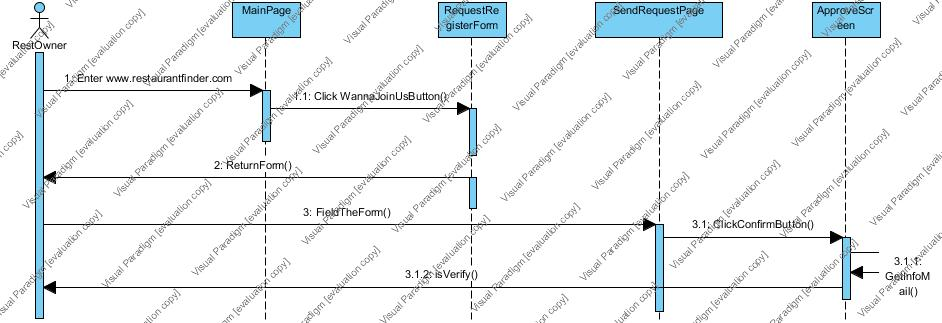 MainPage
RequestRe
gisterForm
SendRequestPage
ApproveScr
een
RestOwner
1: Enter www.restaurantfinder.com
1.1: Click WannaJoinUsButton()
2: ReturnForm()
3: FieldTheForm()
3.1: ClickConfirmButton()
3.1.1:
GetInfoM
ail()
3.1.2: isVerify()
Visual Paradigm [evaluation copy]